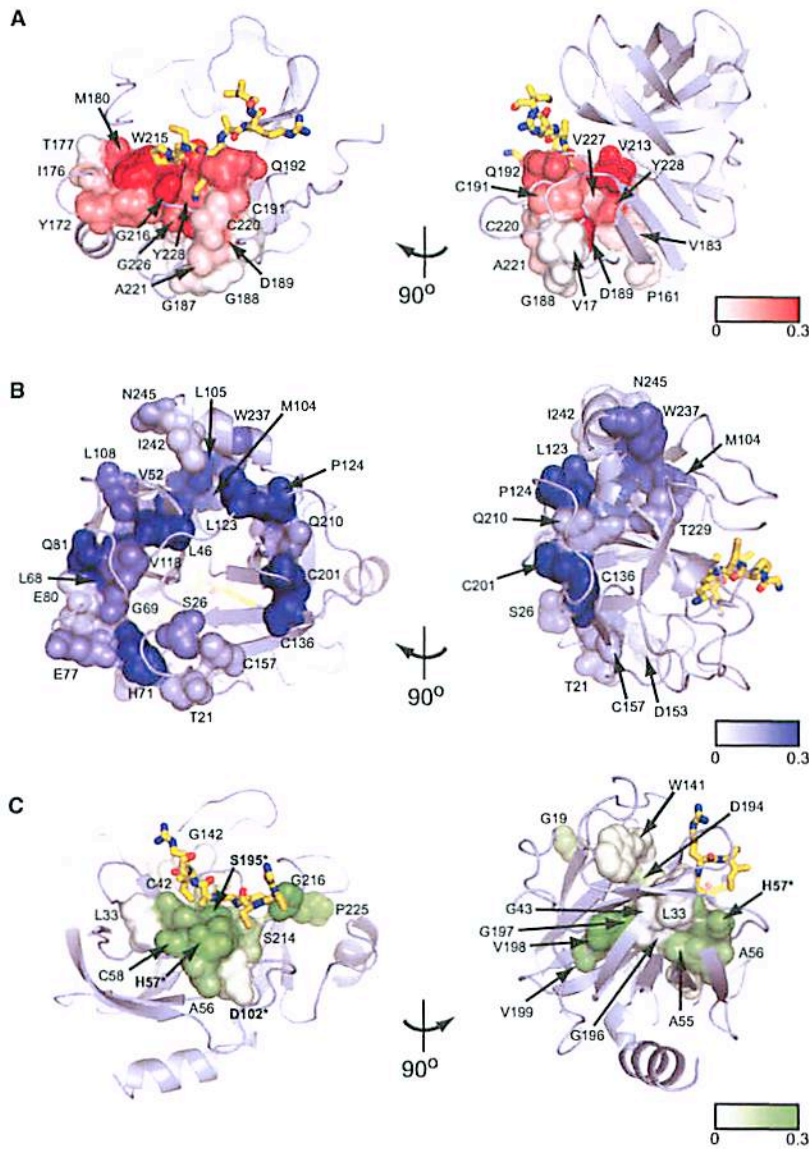 A
M180
T177
W215
I176
Q192
Y172
C191
G216
C220
Y228
G226
D189
A221
G188
G187
V213
V227
Y228
Q192
C191
C220
V183
A221
G188
D189
P161
V17
90°
0 0.3
B
L105
N245
W237
M104
I242
L108
P124
V52
L123
Q210
Q81
L46
V118
L68
C201
E80
G69
S26
C136
E77
C157
H71
T21
N245
I242
W237
L123
M104
P124
Q210
T229
C201
C136
S26
T21
C157
D153
90°
0 0.3
C
G142
S195*
C42
G216
L33
P225
S214
C58
H57*
A56
D102*
W141
G19
D194
H57*
G43
L33
G197
V198
A56
V199
G196
A55
90°
0 0.3